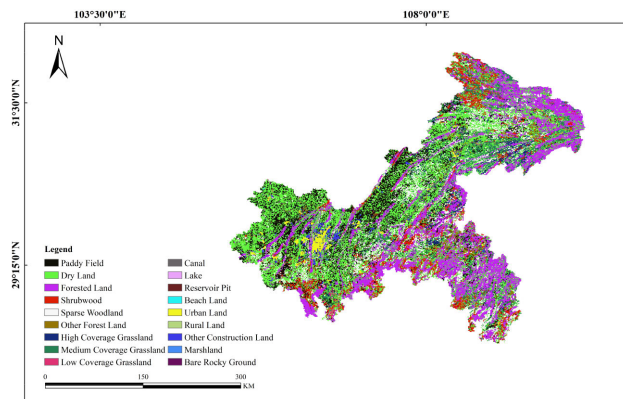 103°30'0"E 108°0'0"E
N
31°30'0"N
29°15'0"N
Legend
Paddy Field
Dry Land
Forested Land
Shrubwood
Sparse Woodland
Other Forest Land
High Coverage Grassland
Medium Coverage Grassland
Low Coverage Grassland
Canal
Lake
Reservoir Pit
Beach Land
Urban Land
Rural Land
Other Construction Land
Marshland
Bare Rocky Ground
0 150 300
KM